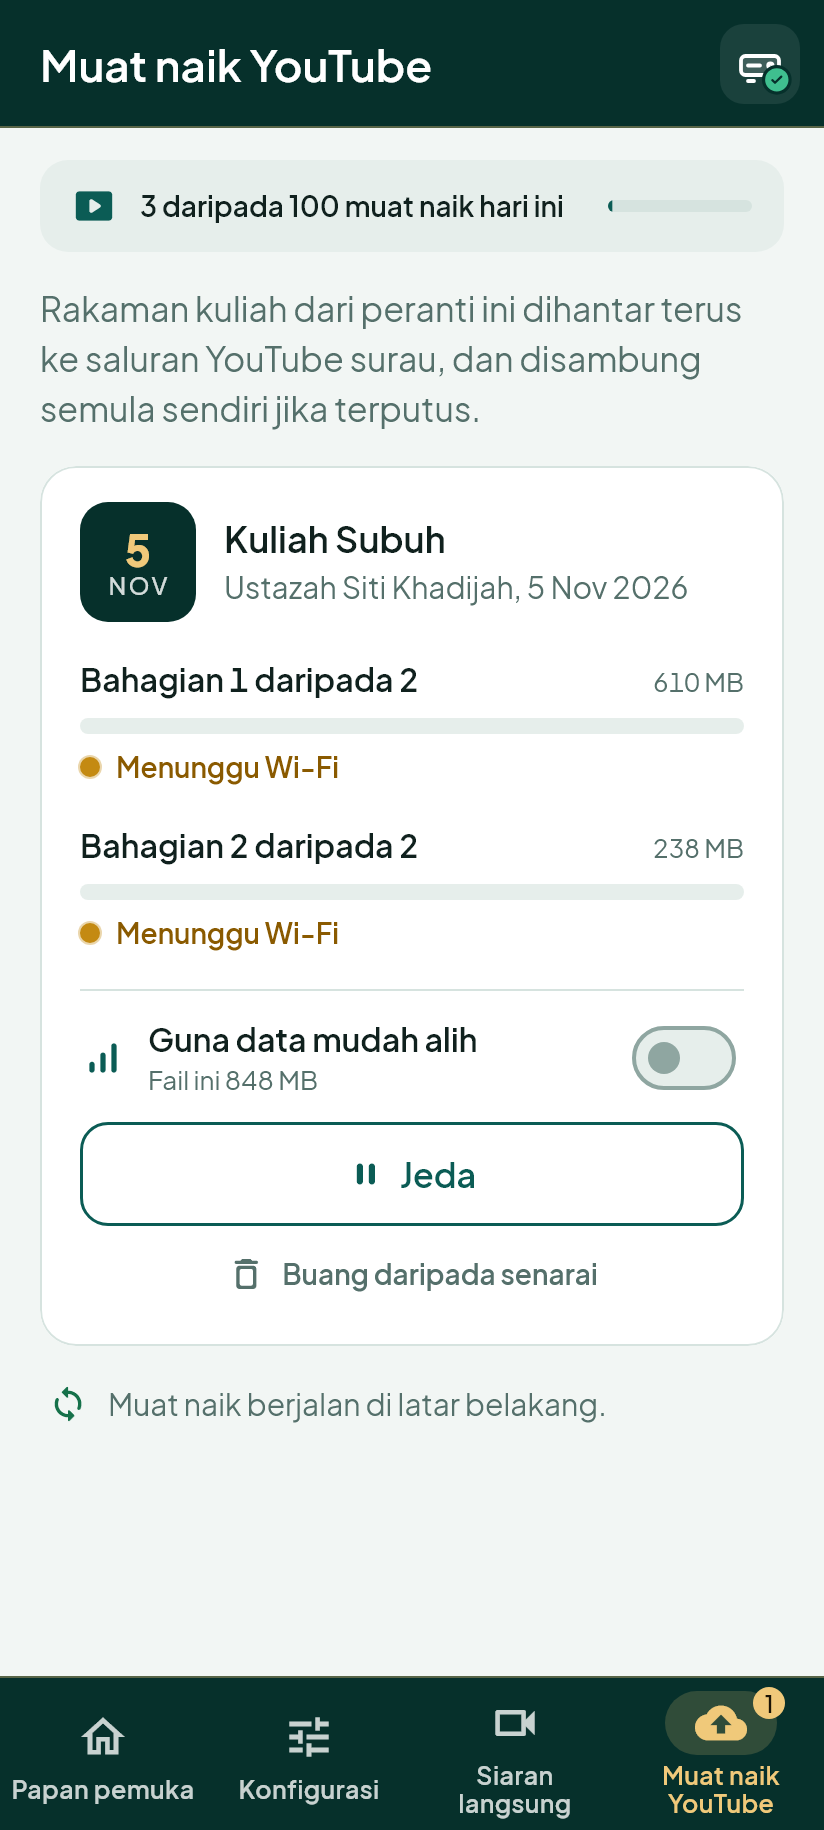 Muat naik YouTube
3 daripada 100 muat naik hari ini
Rakaman kuliah dari peranti ini dihantar terus
ke saluran YouTube surau, dan disambung
semula sendiri jika terputus.
5
NOV
Kuliah Subuh
Ustazah Siti Khadijah, 5 Nov 2026
Bahagian 1 daripada 2
610 MB
Menunggu Wi-Fi
Bahagian 2 daripada 2
238 MB
Menunggu Wi-Fi
Guna data mudah alih
Fail ini 848 MB
Jeda
Buang daripada senarai
Muat naik berjalan di latar belakang.
Papan pemuka
Konfigurasi
Siaran
langsung
1
Muat naik
YouTube